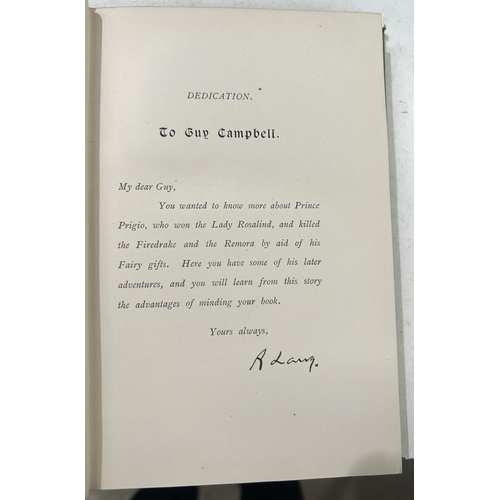 DEDICATION.
To Guy Campbell.
My dear Guy,
You wanted to know more about Prince
Prigio, who won the Lady Rosalind, and killed
the Firedrake and the Remora by aid of his
Fairy gifts. Here you have some of his later
adventures, and you will learn from this story
the advantages of minding your book.
Yours always,
A Lang.